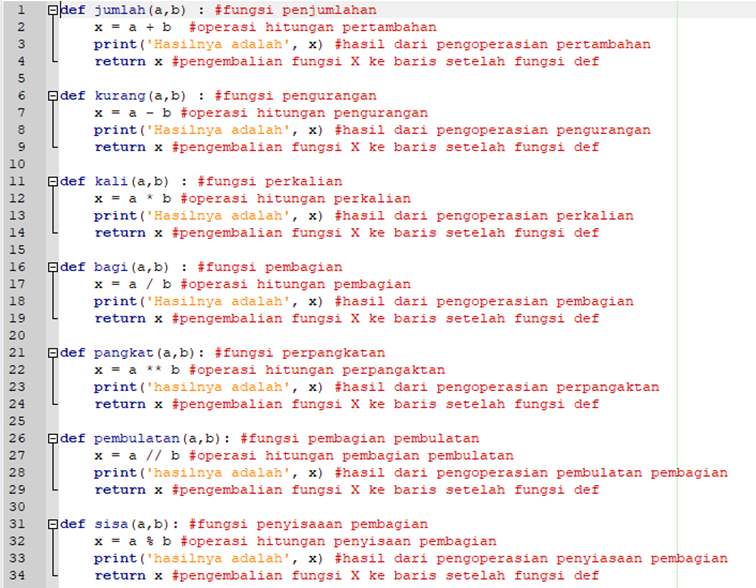 1 def jumlah(a,b) : #fungsi penjumlahan
2 x = a + b #operasi hitungan pertambahan
3 print('Hasilnya adalah', x) #hasil dari pengoperasian pertambahan
4 return x #pengembalian fungsi X ke baris setelah fungsi def
5
6 def kurang(a,b) : #fungsi pengurangan
7 x = a - b #operasi hitungan pengurangan
8 print('Hasilnya adalah', x) #hasil dari pengoperasian pengurangan
9 return x #pengembalian fungsi X ke baris setelah fungsi def
10
11 def kali(a,b) : #fungsi perkalian
12 x = a * b #operasi hitungan perkalian
13 print('Hasilnya adalah', x) #hasil dari pengoperasian perkalian
14 return x #pengembalian fungsi X ke baris setelah fungsi def
15
16 def bagi(a,b) : #fungsi pembagian
17 x = a / b #operasi hitungan pembagian
18 print('Hasilnya adalah', x) #hasil dari pengoperasian pembagian
19 return x #pengembalian fungsi X ke baris setelah fungsi def
20
21 def pangkat(a,b): #fungsi perpangkatan
22 x = a ** b #operasi hitungan perpangaktan
23 print('hasilnya adalah', x) #hasil dari pengoperasian perpangaktan
24 return x #pengembalian fungsi X ke baris setelah fungsi def
25
26 def pembulatan(a,b): #fungsi pembagian pembulatan
27 x = a // b #operasi hitungan pembagian pembulatan
28 print('hasilnya adalah', x) #hasil dari pengoperasian pembulatan pembagian
29 return x #pengembalian fungsi X ke baris setelah fungsi def
30
31 def sisa(a,b): #fungsi penyisaaan pembagian
32 x = a % b #operasi hitungan penyisaan pembagian
33 print('hasilnya adalah', x) #hasil dari pengoperasian penyiasaan pembagian
34 return x #pengembalian fungsi X ke baris setelah fungsi def